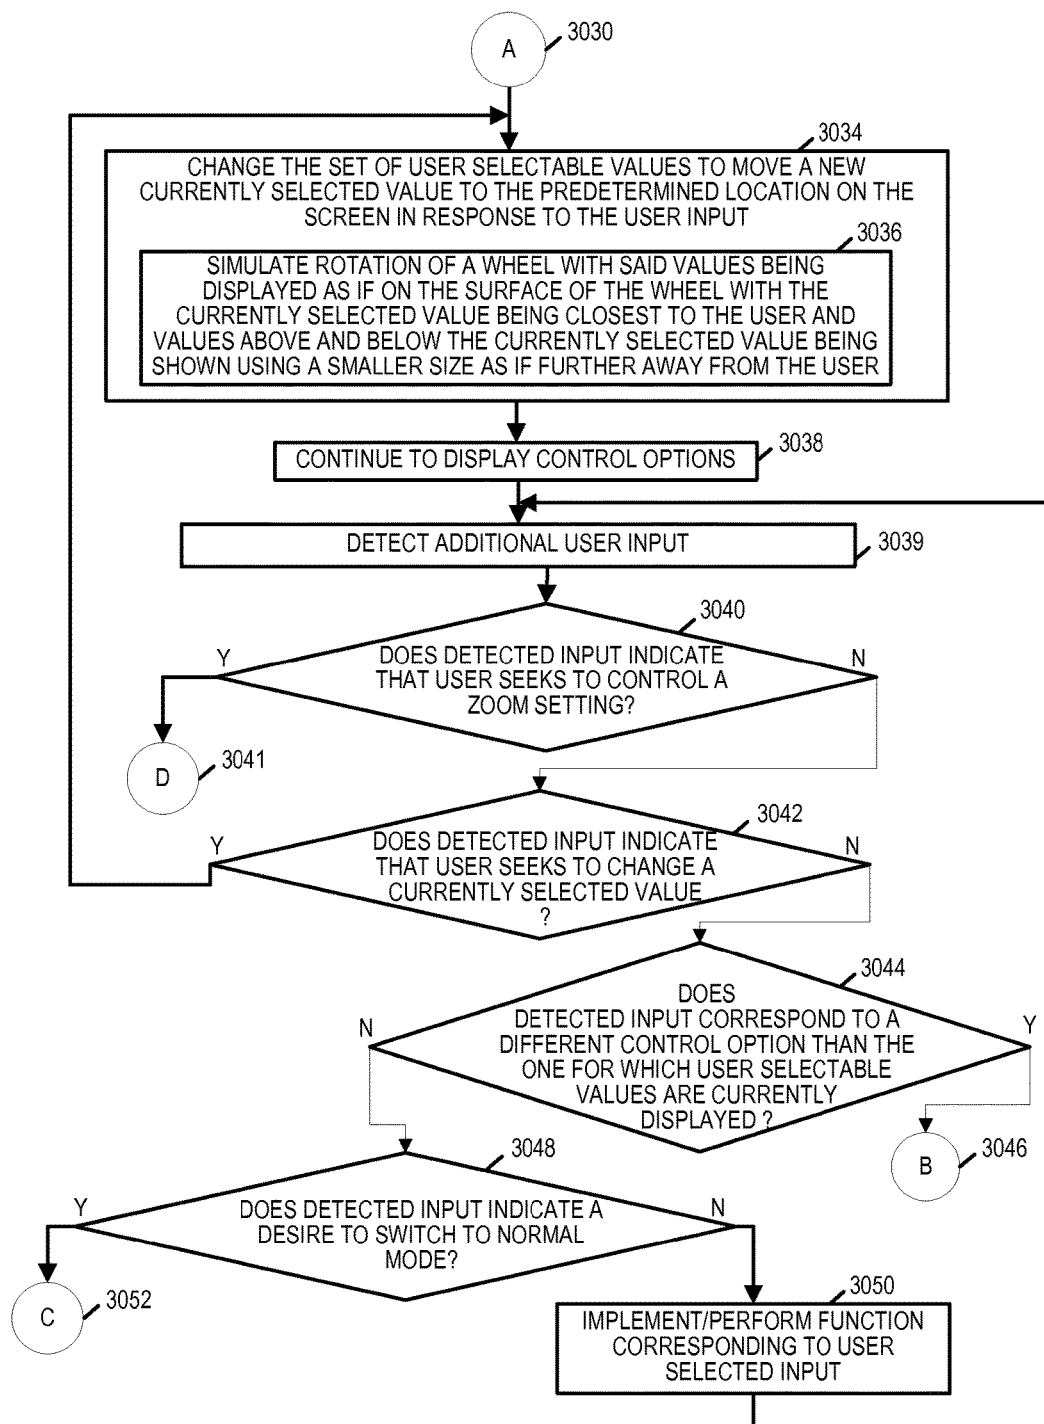 A
3030
3034
CHANGE THE SET OF USER SELECTABLE VALUES TO MOVE A NEW
CURRENTLY SELECTED VALUE TO THE PREDETERMINED LOCATION ON THE
SCREEN IN RESPONSE TO THE USER INPUT
3036
SIMULATE ROTATION OF A WHEEL WITH SAID VALUES BEING
DISPLAYED AS IF ON THE SURFACE OF THE WHEEL WITH THE
CURRENTLY SELECTED VALUE BEING CLOSEST TO THE USER AND
VALUES ABOVE AND BELOW THE CURRENTLY SELECTED VALUE BEING
SHOWN USING A SMALLER SIZE AS IF FURTHER AWAY FROM THE USER
CONTINUE TO DISPLAY CONTROL OPTIONS
3038
DETECT ADDITIONAL USER INPUT
3039
3040
Y
N
DOES DETECTED INPUT INDICATE
THAT USER SEEKS TO CONTROL A
ZOOM SETTING?
D
3041
3042
Y
N
DOES DETECTED INPUT INDICATE
THAT USER SEEKS TO CHANGE A
CURRENTLY SELECTED VALUE
?
3044
N
Y
DOES
DETECTED INPUT CORRESPOND TO A
DIFFERENT CONTROL OPTION THAN THE
ONE FOR WHICH USER SELECTABLE
VALUES ARE CURRENTLY
DISPLAYED ?
B
3046
3048
Y
N
DOES DETECTED INPUT INDICATE A
DESIRE TO SWITCH TO NORMAL
MODE?
C
3052
3050
IMPLEMENT/PERFORM FUNCTION
CORRESPONDING TO USER
SELECTED INPUT